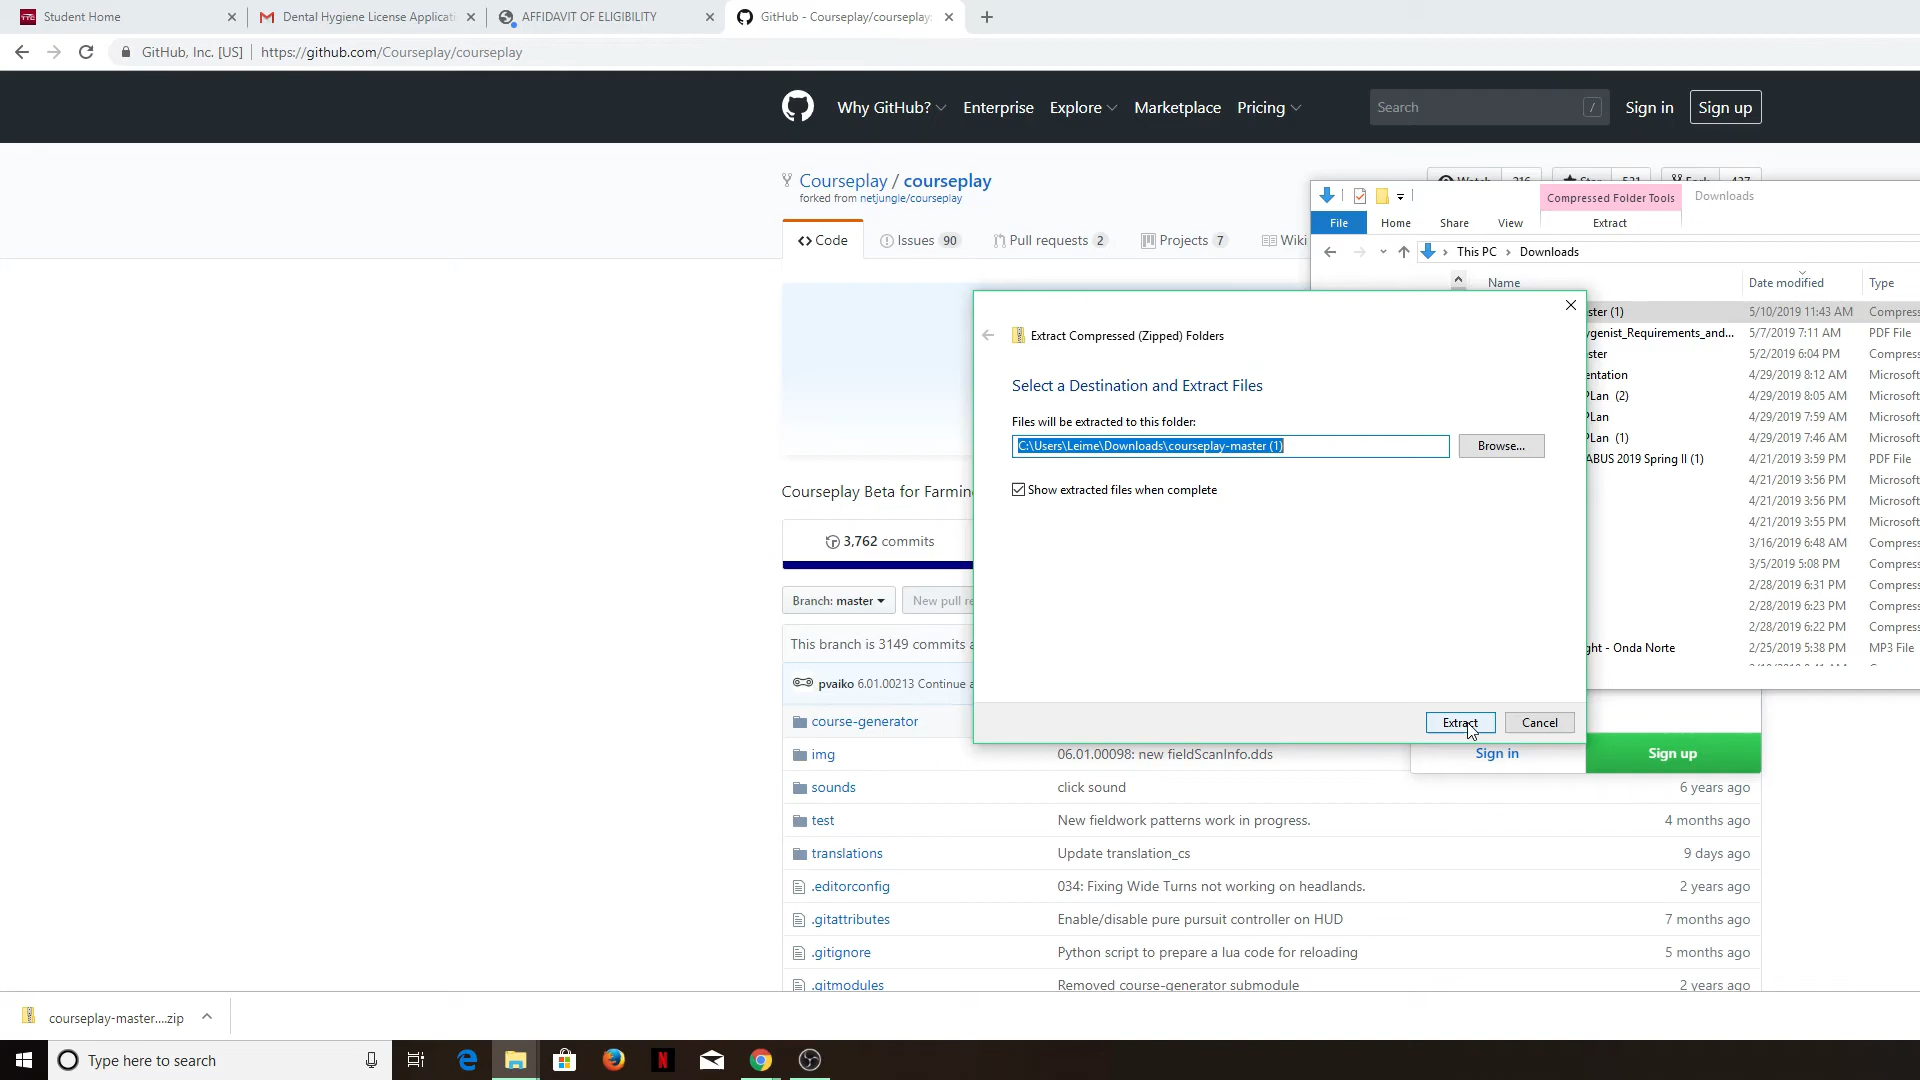 Student Home
Dental Hygiene License Applicati
AFFIDAVIT OF ELIGIBILITY
GitHub - Courseplay/courseplay:
GitHub, Inc. [US]
https://github.com/Courseplay/courseplay
Why GitHub?
Enterprise
Explore
Marketplace
Pricing
Search
/
Sign in
Sign up
Courseplay / courseplay
forked from netjungle/courseplay
Code
Issues 90
Pull requests 2
Projects 7
Wiki
Compressed Folder Tools
Downloads
File
Home
Share
View
Extract
This PC
Downloads
Name
Date modified
Type
ster (1)
5/10/2019 11:43 AM
Compress
ygenist_Requirements_and...
5/7/2019 7:11 AM
PDF File
ster
5/2/2019 6:04 PM
Compress
entation
4/29/2019 8:12 AM
Microsoft
PLan (2)
4/29/2019 8:05 AM
Microsoft
PLan
4/29/2019 7:59 AM
Microsoft
PLan (1)
4/29/2019 7:46 AM
Microsoft
ABUS 2019 Spring II (1)
4/21/2019 3:59 PM
PDF File
4/21/2019 3:56 PM
Microsoft
4/21/2019 3:56 PM
Microsoft
4/21/2019 3:55 PM
Microsoft
3/16/2019 6:48 AM
Compress
3/5/2019 5:08 PM
Compress
2/28/2019 6:31 PM
Compress
2/28/2019 6:23 PM
Compress
2/28/2019 6:22 PM
Compress
ght - Onda Norte
2/25/2019 5:38 PM
MP3 File
Extract Compressed (Zipped) Folders
Select a Destination and Extract Files
Files will be extracted to this folder:
C:\Users\Leime\Downloads\courseplay-master (1)
Browse...
Show extracted files when complete
Extract
Cancel
Courseplay Beta for Farmin
3,762 commits
Branch: master
New pull re
This branch is 3149 commits a
pvaiko 6.01.00213 Continue a
Sign in
Sign up
course-generator
img
06.01.00098: new fieldScanInfo.dds
sounds
click sound
6 years ago
test
New fieldwork patterns work in progress.
4 months ago
translations
Update translation_cs
9 days ago
.editorconfig
034: Fixing Wide Turns not working on headlands.
2 years ago
.gitattributes
Enable/disable pure pursuit controller on HUD
7 months ago
.gitignore
Python script to prepare a lua code for reloading
5 months ago
.gitmodules
Removed course-generator submodule
2 years ago
courseplay-master....zip
Type here to search